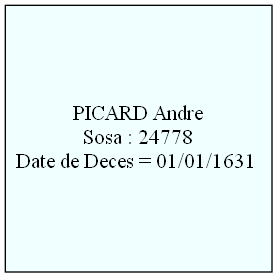 PICARD Andre
Sosa : 24778
Date de Deces = 01/01/1631